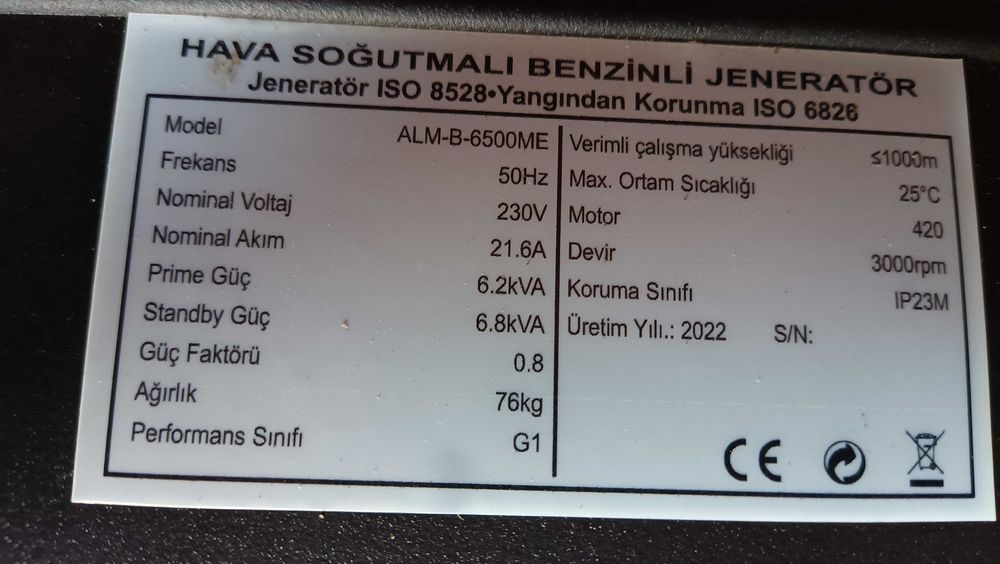 HAVA SOĞUTMALI BENZİNLİ JENERATÖR
Jeneratör ISO 8528•Yangından Korunma ISO 6826
Model ALM-B-6500ME
Frekans 50Hz
Nominal Voltaj 230V
Nominal Akım 21.6A
Prime Güç 6.2kVA
Standby Güç 6.8kVA
Güç Faktörü 0.8
Ağırlık 76kg
Performans Sınıfı G1
Verimli çalışma yüksekliği ≤1000m
Max. Ortam Sıcaklığı 25°C
Motor 420
Devir 3000rpm
Koruma Sınıfı IP23M
Üretim Yılı.: 2022 S/N:
CE